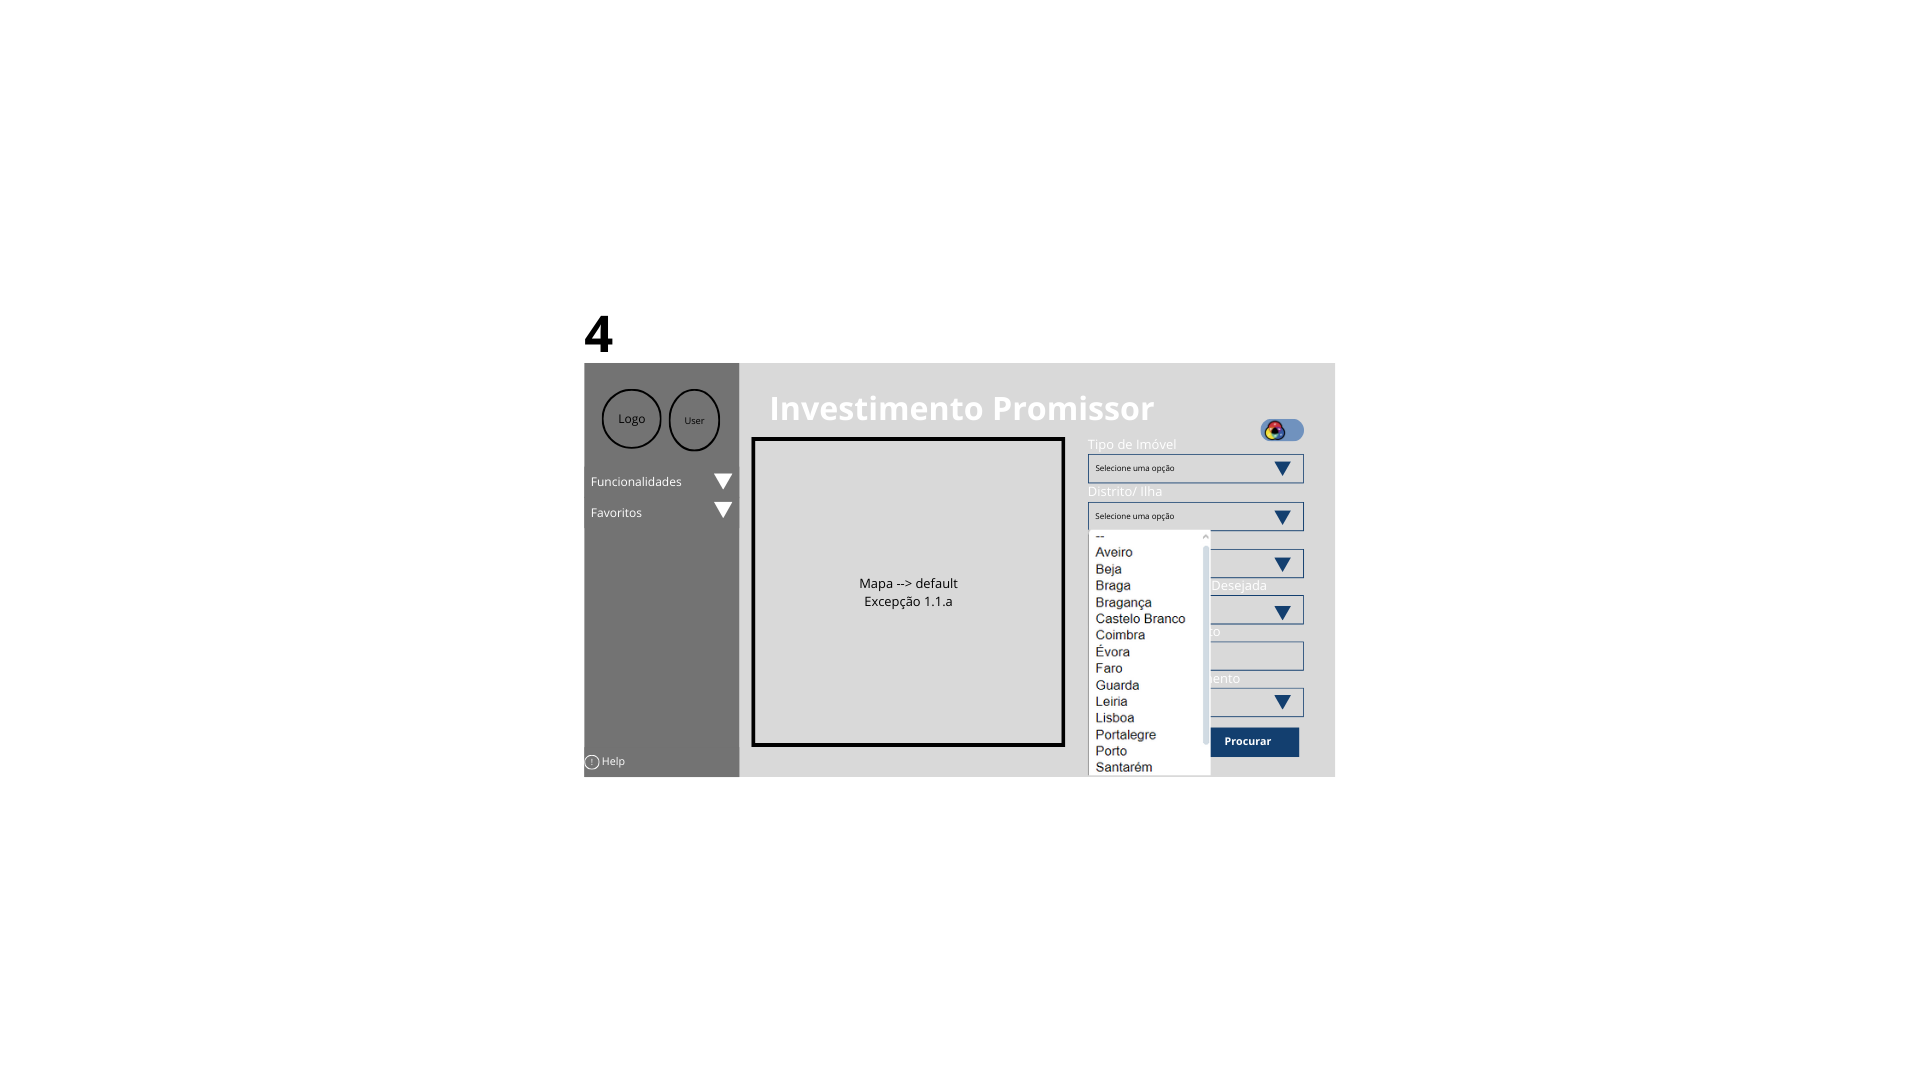 4
Logo
User
Funcionalidades
Favoritos
! Help
Investimento Promissor
Mapa --> default
Excepção 1.1.a
Tipo de Imóvel
Selecione uma opção
Distrito/ Ilha
Selecione uma opção
--
Aveiro
Beja
Braga
Bragança
Castelo Branco
Coimbra
Évora
Faro
Guarda
Leiria
Lisboa
Portalegre
Porto
Santarém
Desejada
Procurar